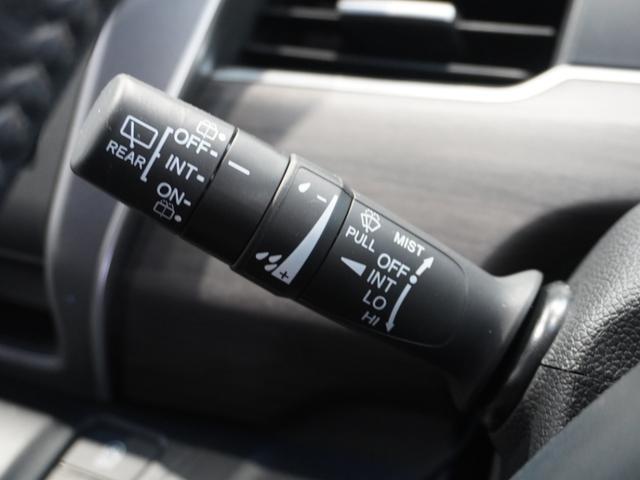 REAR
OFF
INT
ON
-
+
PULL
MIST
OFF
INT
LO
HI